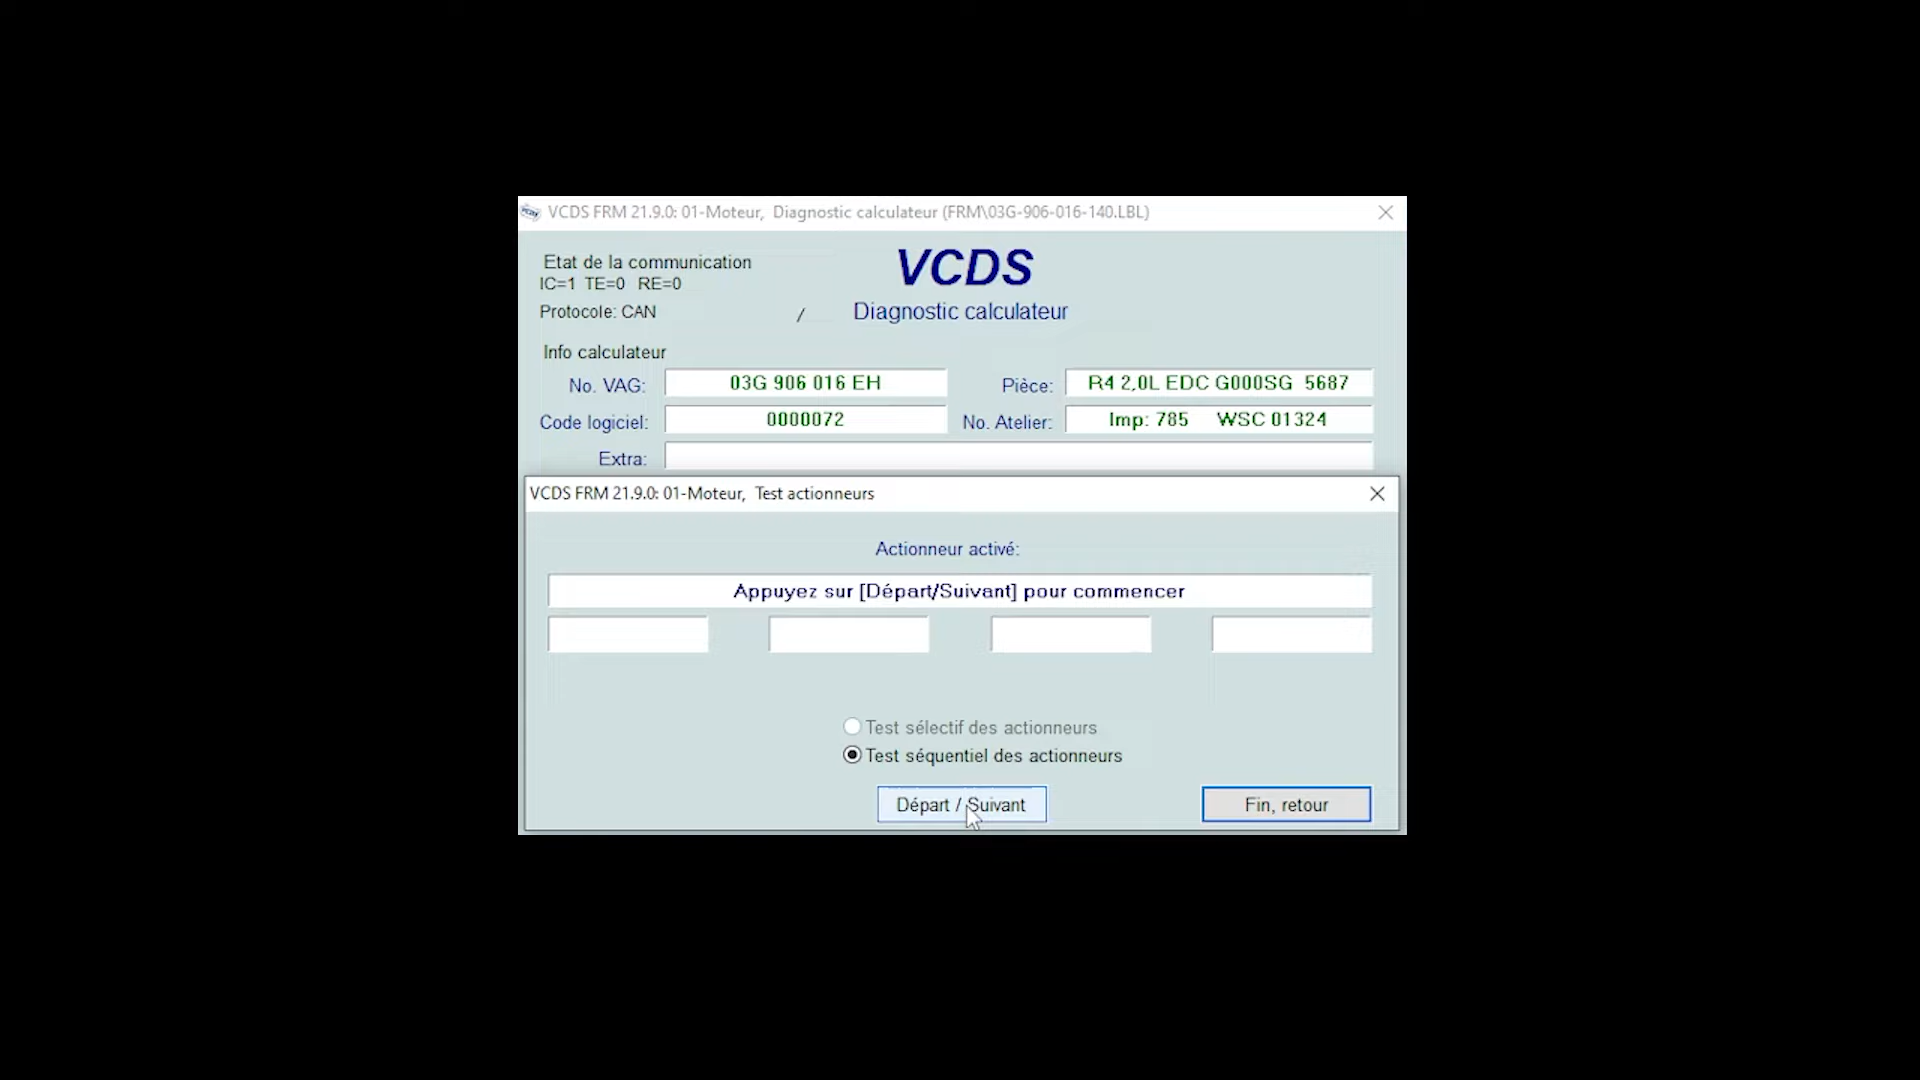 VCDS FRM 21.9.0: 01-Moteur, Diagnostic calculateur (FRM\03G-906-016-140.LBL)
Etat de la communication
IC=1 TE=0 RE=0
Protocole: CAN
/
VCDS
Diagnostic calculateur
Info calculateur
No. VAG: 03G 906 016 EH Pièce: R4 2,0L EDC G000SG 5687
Code logiciel: 0000072 No. Atelier: Imp: 785 WSC 01324
Extra:
VCDS FRM 21.9.0: 01-Moteur, Test actionneurs
Actionneur activé:
Appuyez sur [Départ/Suivant] pour commencer
Test sélectif des actionneurs
Test séquentiel des actionneurs
Départ / Suivant Fin, retour